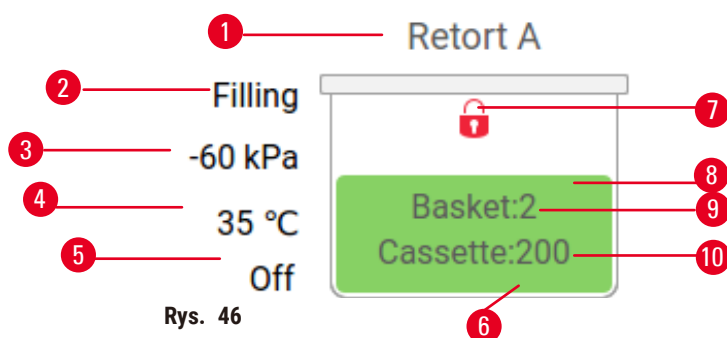 1 Retort A
2 Filling
7
3 -60 kPa
8
4 35 °C Basket:2 9
5 Off Cassette:200 10
Rys. 46 6